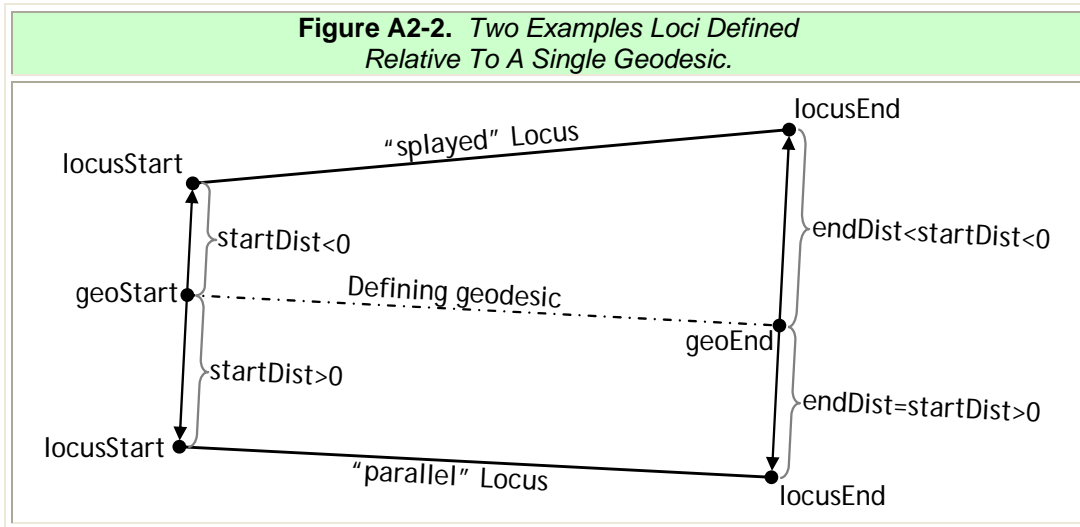 Figure A2-2. Two Examples Loci Defined
Relative To A Single Geodesic.
locusEnd
"splayed" Locus
locusStart
startDist<0
endDist<startDist<0
geoStart
Defining geodesic
geoEnd
startDist>0
endDist=startDist>0
locusStart
"parallel" Locus
locusEnd